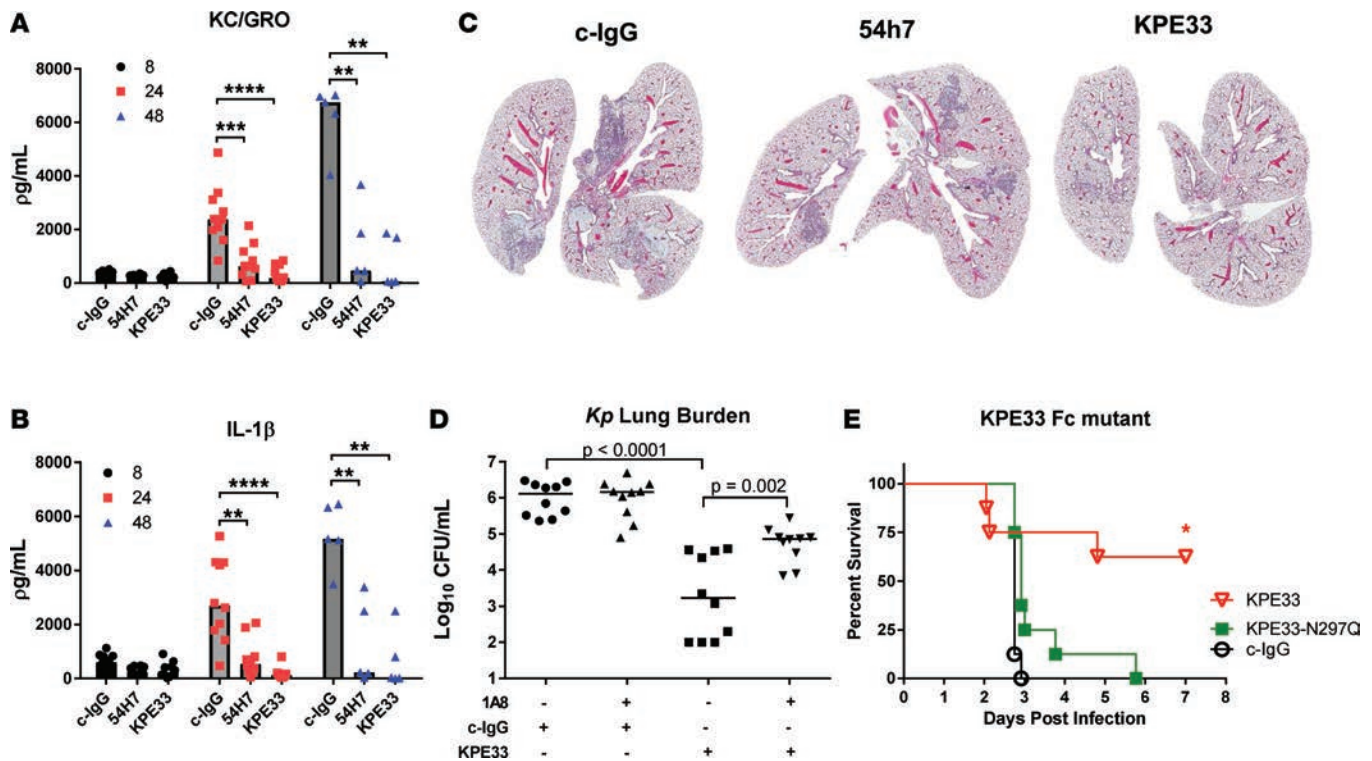 A
KC/GRO
8000
6000
4000
2000
0
ρg/mL
8
24
48
****
***
**
**
c-IgG
54H7
KPE33
c-IgG
54H7
KPE33
c-IgG
54H7
KPE33
B
IL-1β
8000
6000
4000
2000
0
ρg/mL
8
24
48
****
**
**
**
c-IgG
54H7
KPE33
c-IgG
54H7
KPE33
c-IgG
54H7
KPE33
C
c-IgG
54h7
KPE33
D
Kp Lung Burden
p < 0.0001
p = 0.002
7
6
5
4
3
2
1
Log10 CFU/mL
1A8 - + - +
c-IgG + + - -
KPE33 - - + +
E
KPE33 Fc mutant
100
75
50
25
0
Percent Survival
*
KPE33
KPE33-N297Q
c-IgG
0 1 2 3 4 5 6 7 8
Days Post Infection